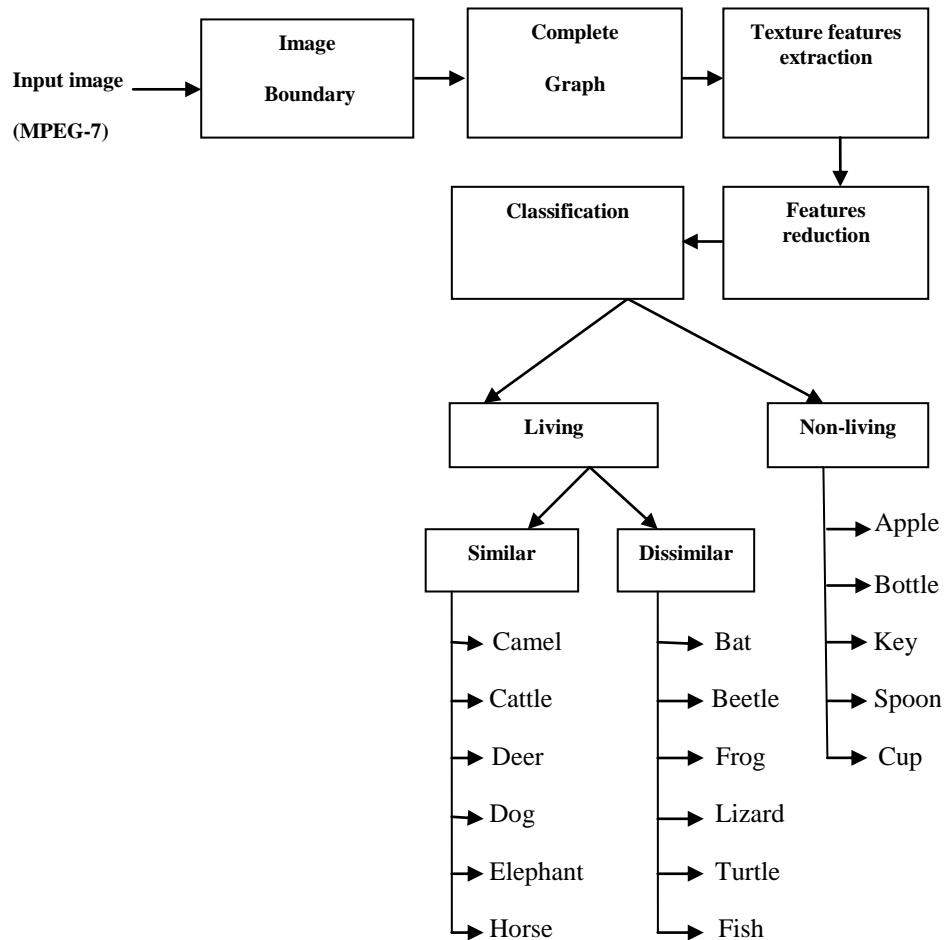 Input image
(MPEG-7)
Image
Boundary
Complete
Graph
Texture features
extraction
Classification
Features
reduction
Living
Non-living
Similar
Dissimilar
Camel
Cattle
Deer
Dog
Elephant
Horse
Bat
Beetle
Frog
Lizard
Turtle
Fish
Apple
Bottle
Key
Spoon
Cup